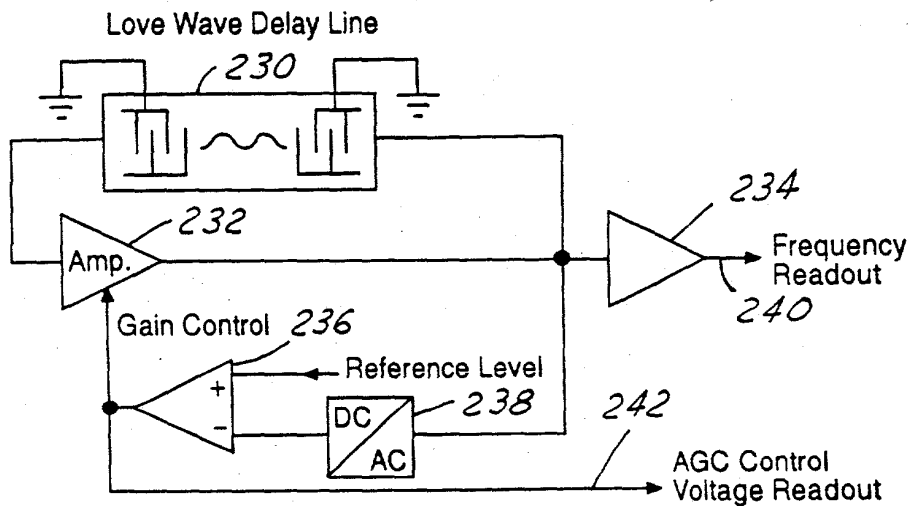 Love Wave Delay Line
230
232
234
Amp.
Frequency
Readout
240
Gain Control
236
+
Reference Level
−
DC
AC
238
242
AGC Control
Voltage Readout